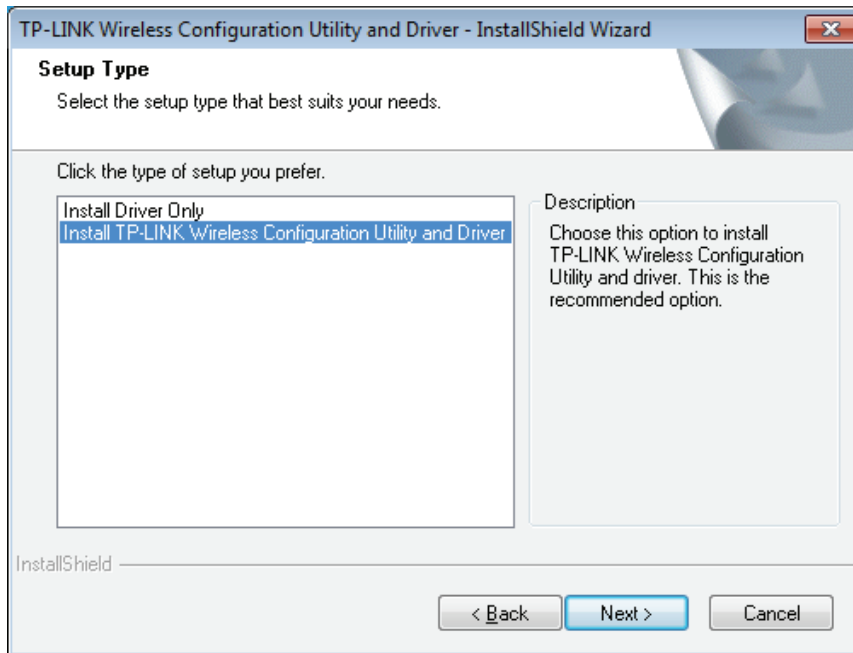 TP-LINK Wireless Configuration Utility and Driver - InstallShield Wizard
Setup Type
Select the setup type that best suits your needs.
Click the type of setup you prefer.
Install Driver Only
Install TP-LINK Wireless Configuration Utility and Driver
Description
Choose this option to install
TP-LINK Wireless Configuration
Utility and driver. This is the
recommended option.
InstallShield
< Back
Next >
Cancel